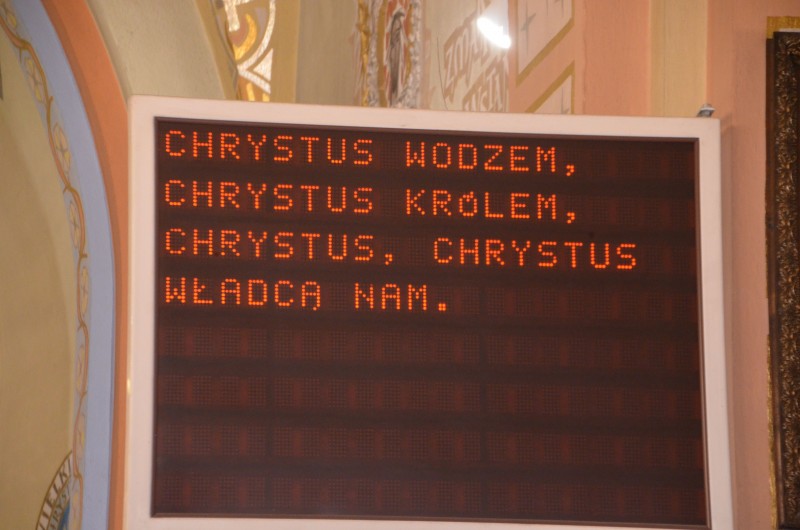 CHRYSTUS WODZEM,
CHRYSTUS KRÓLEM,
CHRYSTUS, CHRYSTUS
WŁADCĄ NAM.